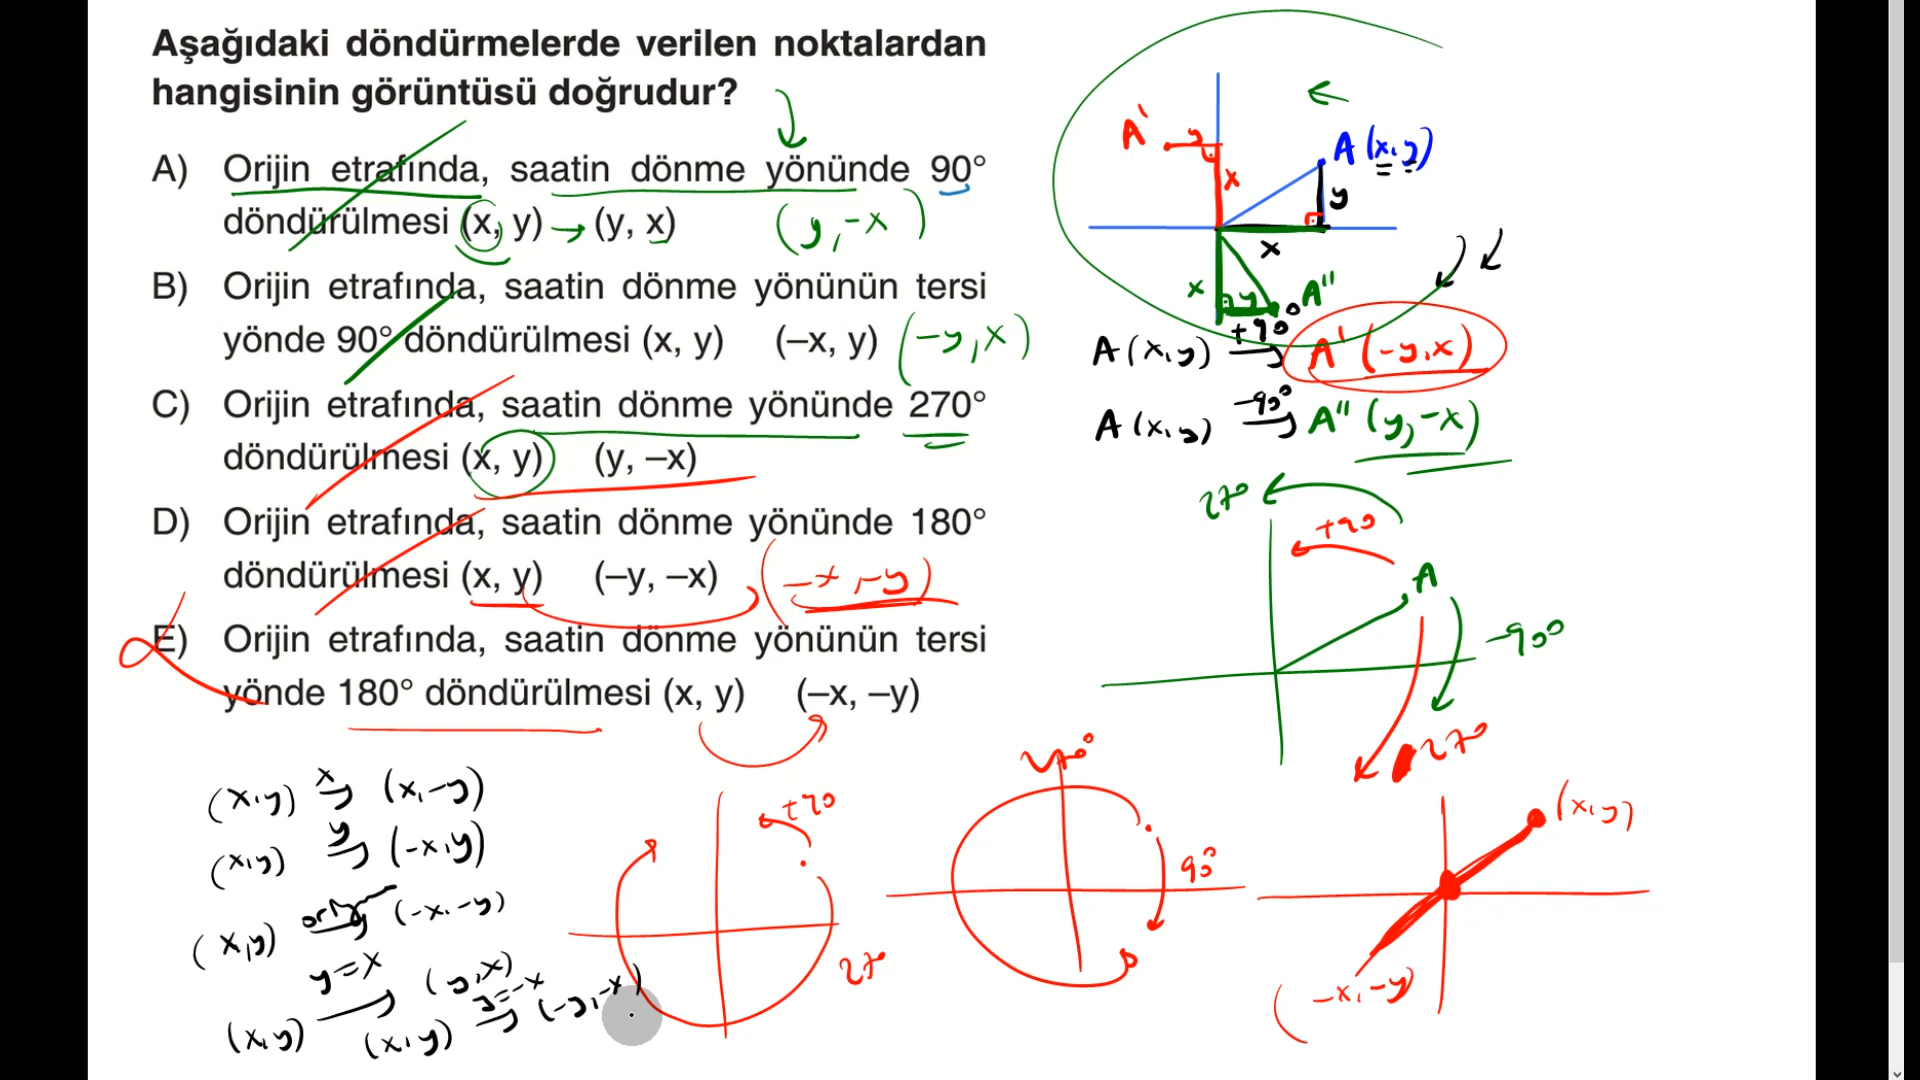 Aşağıdaki döndürmelerde verilen noktalardan
hangisinin görüntüsü doğrudur?
A) Orijin etrafında, saatin dönme yönünde 90°
döndürülmesi (x, y) → (y, x) (y, -x)
B) Orijin etrafında, saatin dönme yönünün tersi
yönde 90° döndürülmesi (x, y) (–x, y) (-y, x)
C) Orijin etrafında, saatin dönme yönünde 270°
döndürülmesi (x, y) (y, –x)
D) Orijin etrafında, saatin dönme yönünde 180°
döndürülmesi (x, y) (–y, –x) (-x, -y)
E) Orijin etrafında, saatin dönme yönünün tersi
yönde 180° döndürülmesi (x, y) (–x, –y)
A'
y
A (x, y)
x
y
x
x
y
A''
+90°
A (x, y) → A' (-y, x)
-90°
A (x, y) → A'' (y, -x)
270
+90
A
-90°
270
x
(x, y) → (x, -y)
y
(x, y) → (-x, y)
(x, y) → (-x, -y)
y=x
(x, y) → (y, x)
y=-x
(x, y) → (-y, -x)
+90
270
270°
90°
(x, y)
(-x, -y)